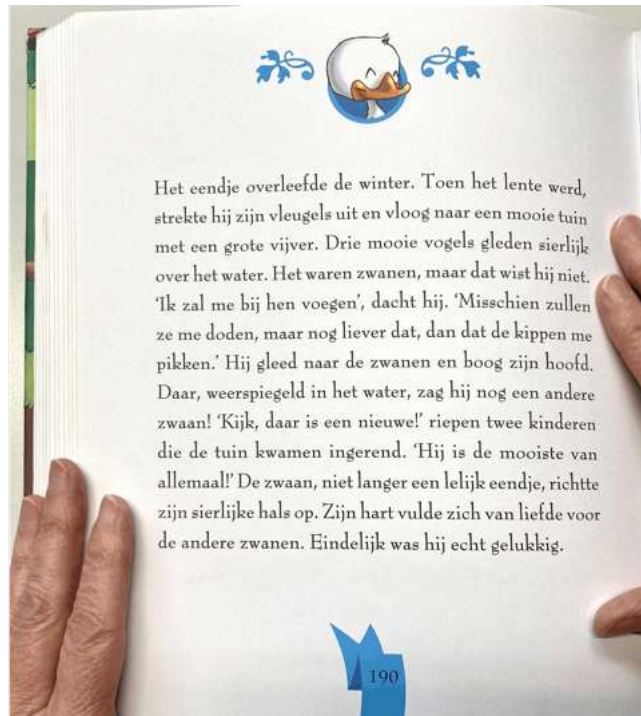 Het eendje overleefde de winter. Toen het lente werd,
strekte hij zijn vleugels uit en vloog naar een mooie tuin
met een grote vijver. Drie mooie vogels gleden sierlijk
over het water. Het waren zwanen, maar dat wist hij niet.
‘Ik zal me bij hen voegen’, dacht hij. ‘Misschien zullen
ze me doden, maar nog liever dat, dan dat de kippen me
pikken.’ Hij gleed naar de zwanen en boog zijn hoofd.
Daar, weerspiegeld in het water, zag hij nog een andere
zwaan! ‘Kijk, daar is een nieuwe!’ riepen twee kinderen
die de tuin kwamen ingerend. ‘Hij is de mooiste van
allemaal!’ De zwaan, niet langer een lelijk eendje, richtte
zijn sierlijke hals op. Zijn hart vulde zich van liefde voor
de andere zwanen. Eindelijk was hij echt gelukkig.
190